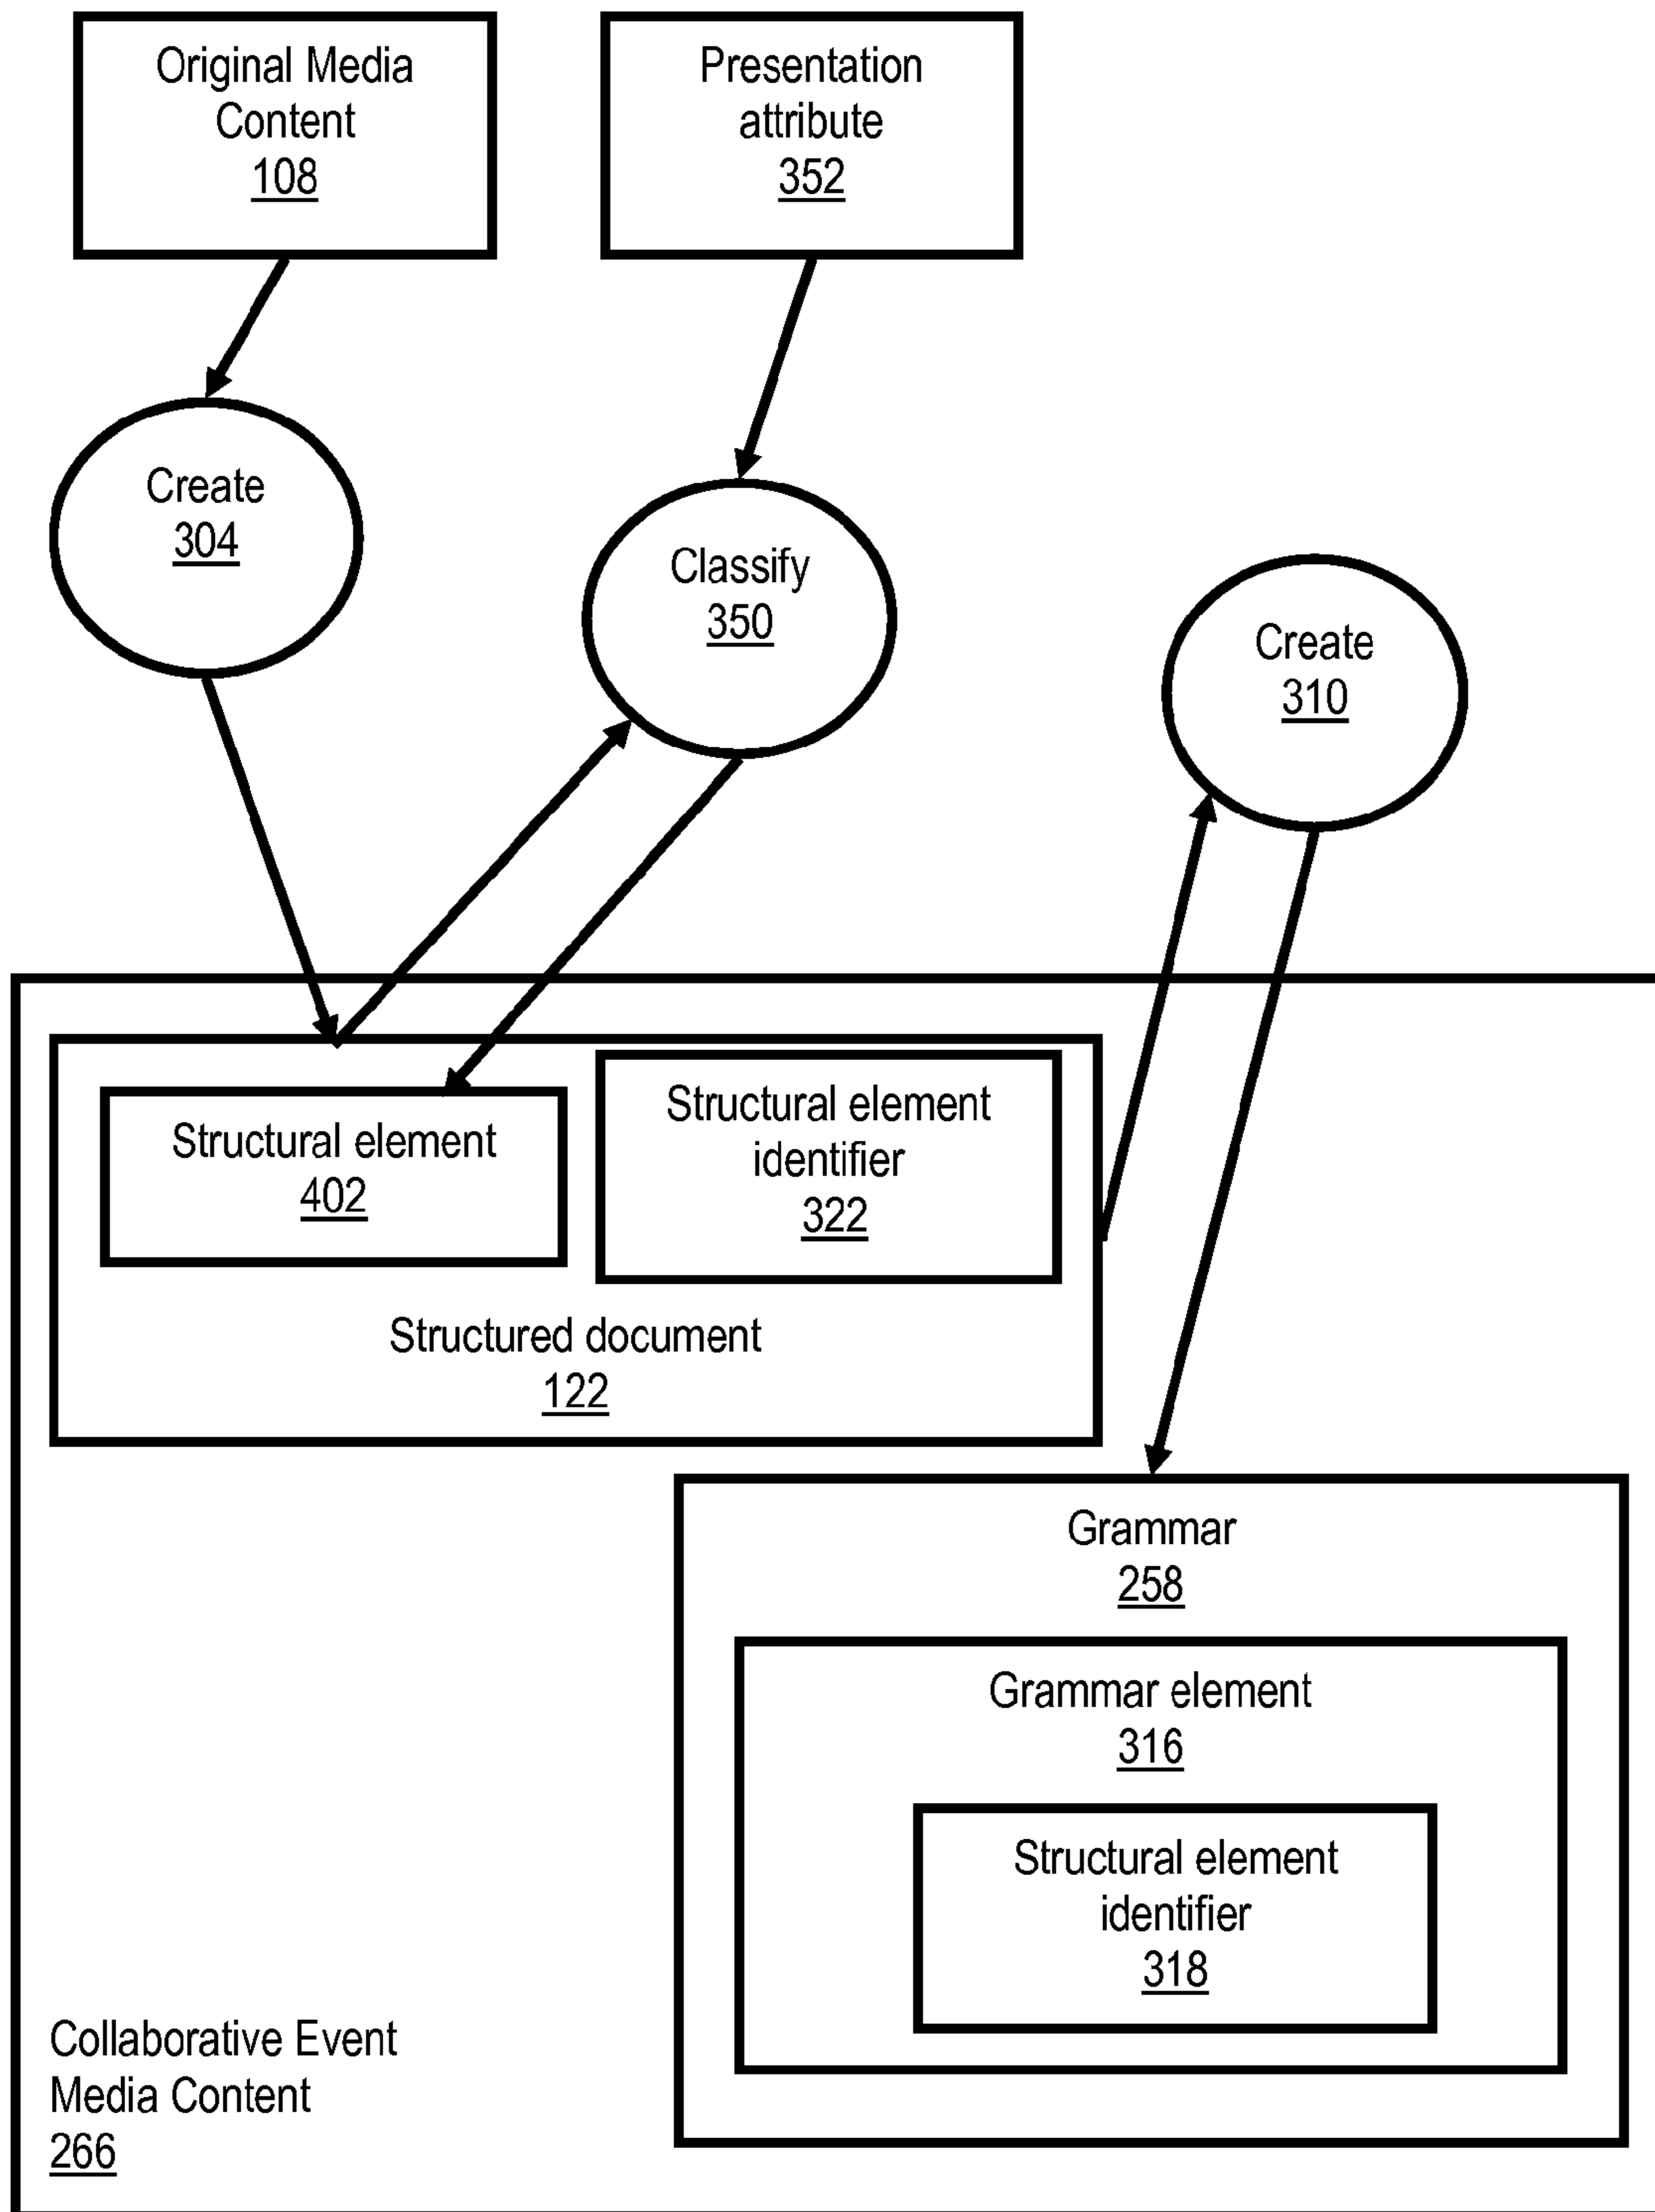 Original Media
Content
108
Presentation
attribute
352
Create
304
Classify
350
Create
310
Structural element
402
Structural element
identifier
322
Structured document
122
Grammar
258
Grammar element
316
Structural element
identifier
318
Collaborative Event
Media Content
266